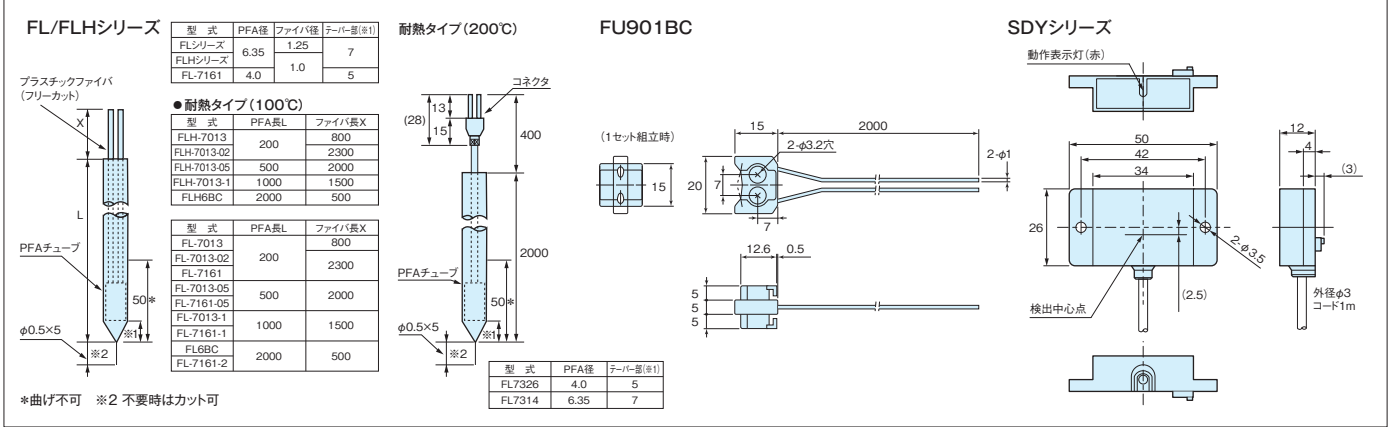 FL/FLHシリーズ
型 式 PFA径 ファイバ径 テーパー部(※1)
FLシリーズ 6.35 1.25 7
FLHシリーズ 1.0
FL-7161 4.0 5
プラスチックファイバ
(フリーカット)
X
L
PFAチューブ
50*
※1
φ0.5×5
※2
●耐熱タイプ(100℃)
型 式 PFA長L ファイバ長X
FLH-7013 200 800
FLH-7013-02 2300
FLH-7013-05 500 2000
FLH-7013-1 1000 1500
FLH6BC 2000 500
型 式 PFA長L ファイバ長X
FL-7013 200 800
FL-7013-02 2300
FL-7161
FL-7013-05 500 2000
FL-7161-05
FL-7013-1 1000 1500
FL-7161-1
FL6BC 2000 500
FL-7161-2
*曲げ不可 ※2 不要時はカット可
耐熱タイプ(200℃)
コネクタ
13
(28)
15
400
2000
PFAチューブ
50*
※1
φ0.5×5
※2
型 式 PFA径 テーパー部(※1)
FL7326 4.0 5
FL7314 6.35 7
FU901BC
(1セット組立時)
15
15
2000
2-φ3.2穴
2-φ1
20
7
7
12.6
0.5
5
5
5
SDYシリーズ
動作表示灯(赤)
50
42
34
26
2-φ3.5
(2.5)
検出中心点
12
4
(3)
外径φ3
コード1m